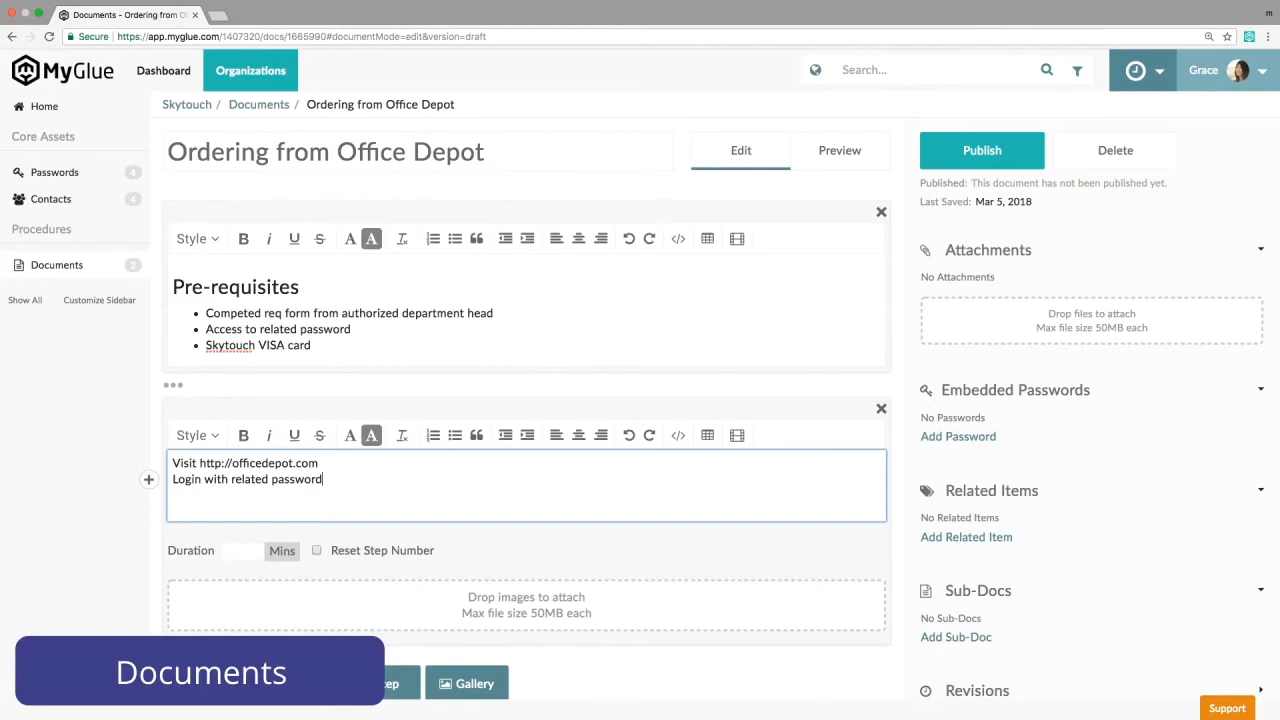 Documents - Ordering from O
m
Secure
https://app.myglue.com/1407320/docs/1665990#documentMode=edit&version=draft
MyGlue
Dashboard
Organizations
Search...
Grace
Home
Core Assets
Passwords 4
Contacts 4
Procedures
Documents 2
Show All
Customize Sidebar
Skytouch / Documents / Ordering from Office Depot
Ordering from Office Depot
Edit
Preview
Style
Pre-requisites
• Competed req form from authorized department head
• Access to related password
• Skytouch VISA card
Style
Visit http://officedepot.com
Login with related password
Duration
Mins
Reset Step Number
Drop images to attach
Max file size 50MB each
Gallery
Documents
Publish
Delete
Published: This document has not been published yet.
Last Saved: Mar 5, 2018
Attachments
No Attachments
Drop files to attach
Max file size 50MB each
Embedded Passwords
No Passwords
Add Password
Related Items
No Related Items
Add Related Item
Sub-Docs
No Sub-Docs
Add Sub-Doc
Revisions
Support